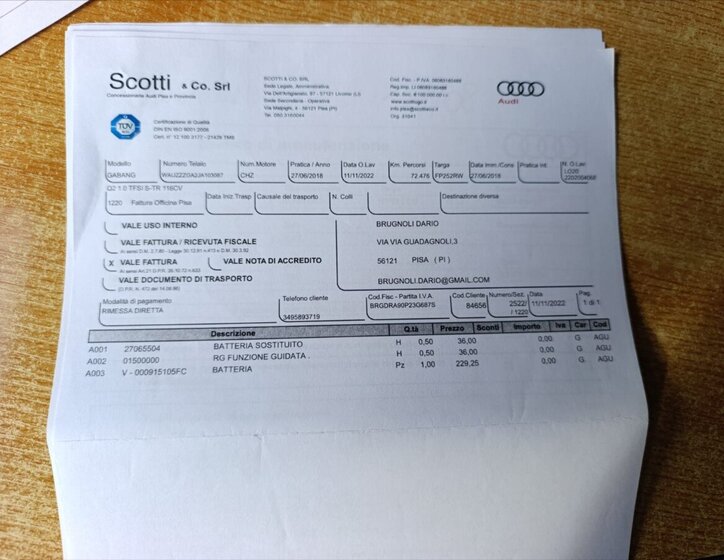 Scotti & Co. Srl
Concessionaria Audi Pisa e Provincia
SCOTTI & CO. SRL
Sede Legale, Amministrativa
Via Dell'Artigianato, 87 - 57121 Livorno (LI)
Sede Secondaria - Operativa
Via Malpighi, 4 - 56121 Pisa (PI)
Cod. Fisc. - P.IVA
www.scottiugo.it
Audi
TÜV
Certificazione di Qualità
DIN EN ISO 9001:2008
Modello Numero Telaio Num.Motore Pratica / Anno Data O.Lav Km. Percorsi Targa Data Imm./Cons Pratica Int. N. O.Lav
GABANG CHZ 27/06/2018 11/11/2022 72.476 FP252RW 27/06/2018
Q2 1.0 TFSI S-TR 116CV
1220 Fattura Officina Pisa Data Iniz.Trasp Causale del trasporto N. Colli Destinazione diversa
VALE USO INTERNO
VALE FATTURA / RICEVUTA FISCALE
X VALE FATTURA VALE NOTA DI ACCREDITO
VALE DOCUMENTO DI TRASPORTO
BRUGNOLI DARIO
VIA VIA GUADAGNOLI,3
56121 PISA ( PI )
BRUGNOLI.DARIO@GMAIL.COM
Modalità di pagamento Telefono cliente Cod.Fisc - Partita I.V.A. Cod.Cliente Numero/Sez. Data Pag.
RIMESSA DIRETTA 3495893719 BRGDRA90P23G687S 84656 2522/ 11/11/2022 1 di 1
/ 1220
Descrizione Q.tà Prezzo Sconti Importo Iva Car Cod
A001 27065504 BATTERIA SOSTITUITO H 0,50 36,00 0,00 G AGU
A002 01500000 RG FUNZIONE GUIDATA . H 0,50 36,00 0,00 G AGU
A003 V - 000915105FC BATTERIA Pz 1,00 229,25 0,00 G AGU